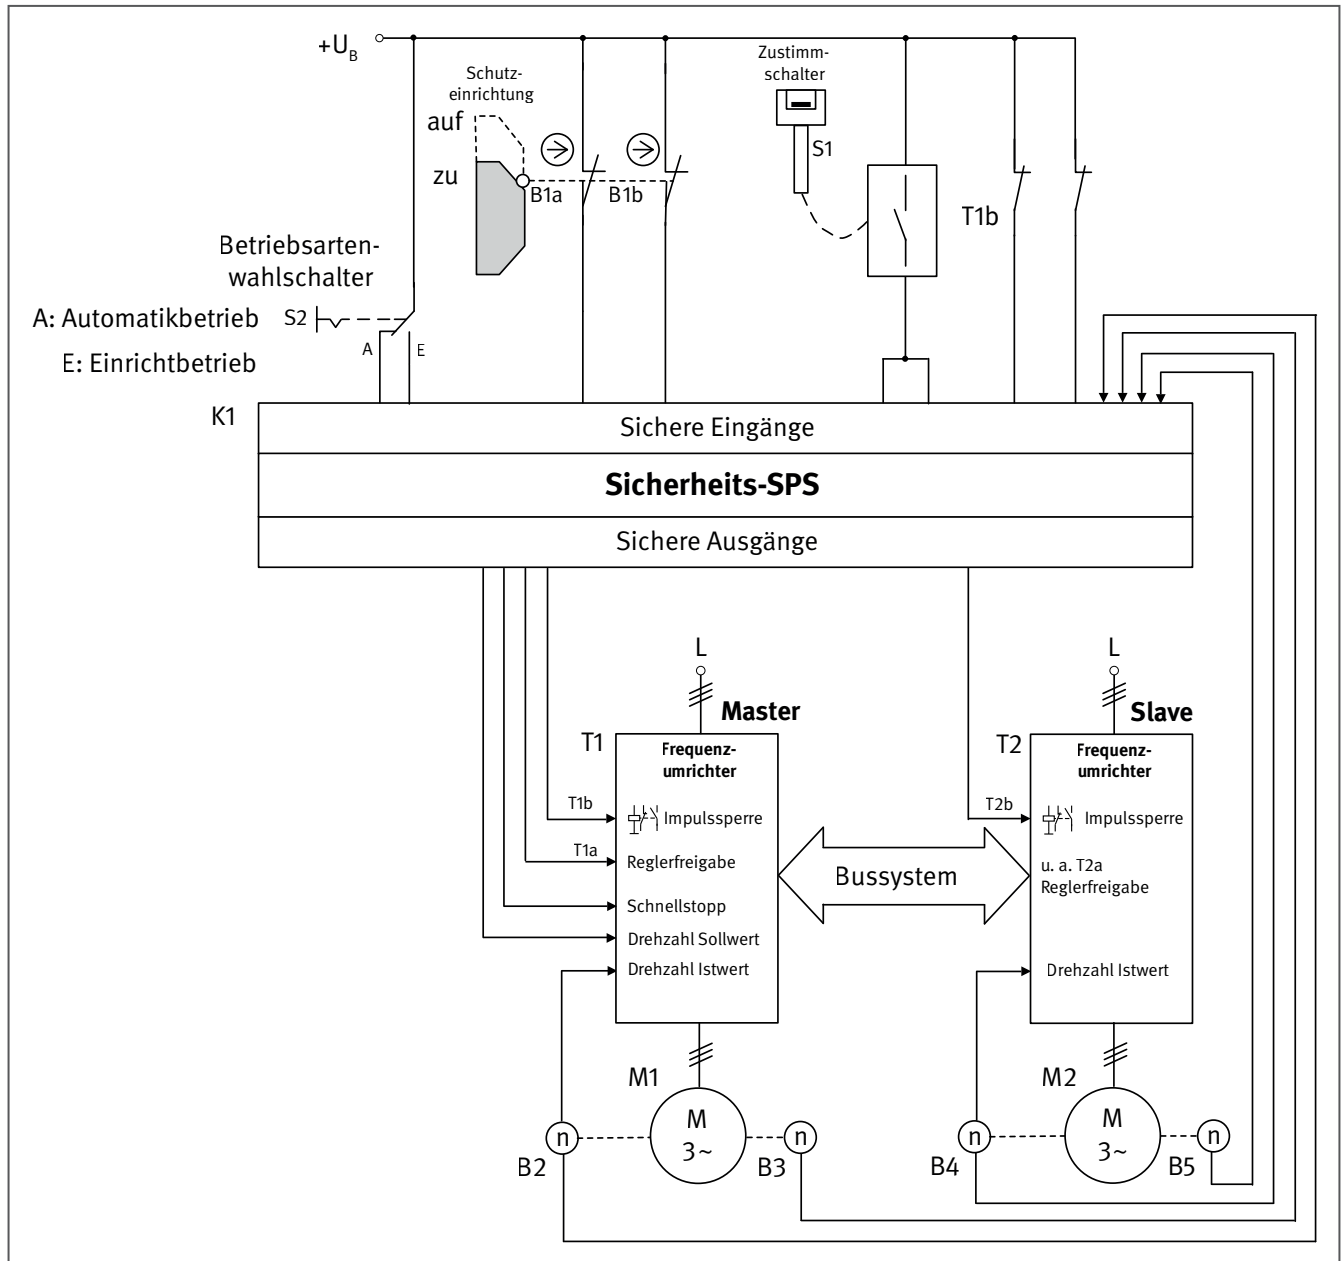 +U_B
Zustimm-
schalter
S1
Schutz-
einrichtung
auf
zu
B1a
B1b
T1b
Betriebsarten-
wahlschalter
A: Automatikbetrieb
S2
A
E
E: Einrichtbetrieb
K1
Sichere Eingänge
Sicherheits-SPS
Sichere Ausgänge
L
Master
T1
Frequenz-
umrichter
T1b
Impulssperre
T1a
Reglerfreigabe
Schnellstopp
Drehzahl Sollwert
Drehzahl Istwert
Bussystem
L
Slave
T2
Frequenz-
umrichter
T2b
Impulssperre
u. a. T2a
Reglerfreigabe
Drehzahl Istwert
M1
M
3~
n
B2
n
B3
M2
M
3~
n
B4
n
B5